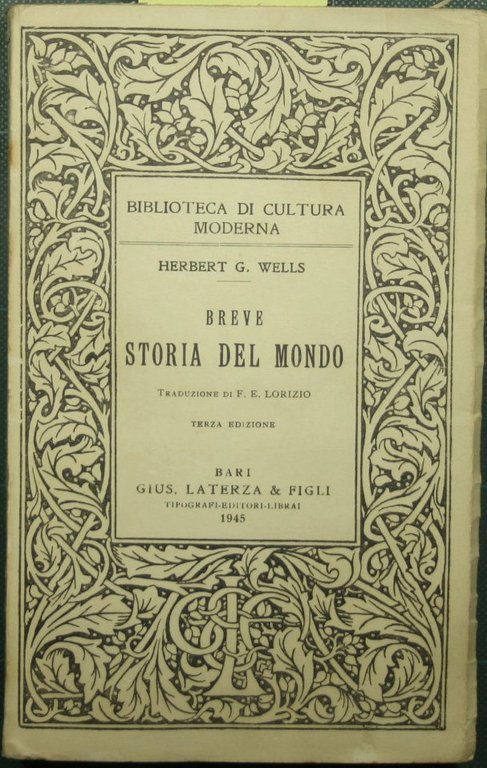 BIBLIOTECA DI CULTURA
MODERNA
HERBERT G. WELLS
BREVE
STORIA DEL MONDO
TRADUZIONE DI F. E. LORIZIO
TERZA EDIZIONE
BARI
GIUS. LATERZA & FIGLI
TIPOGRAFI-EDITORI-LIBRAI
1945